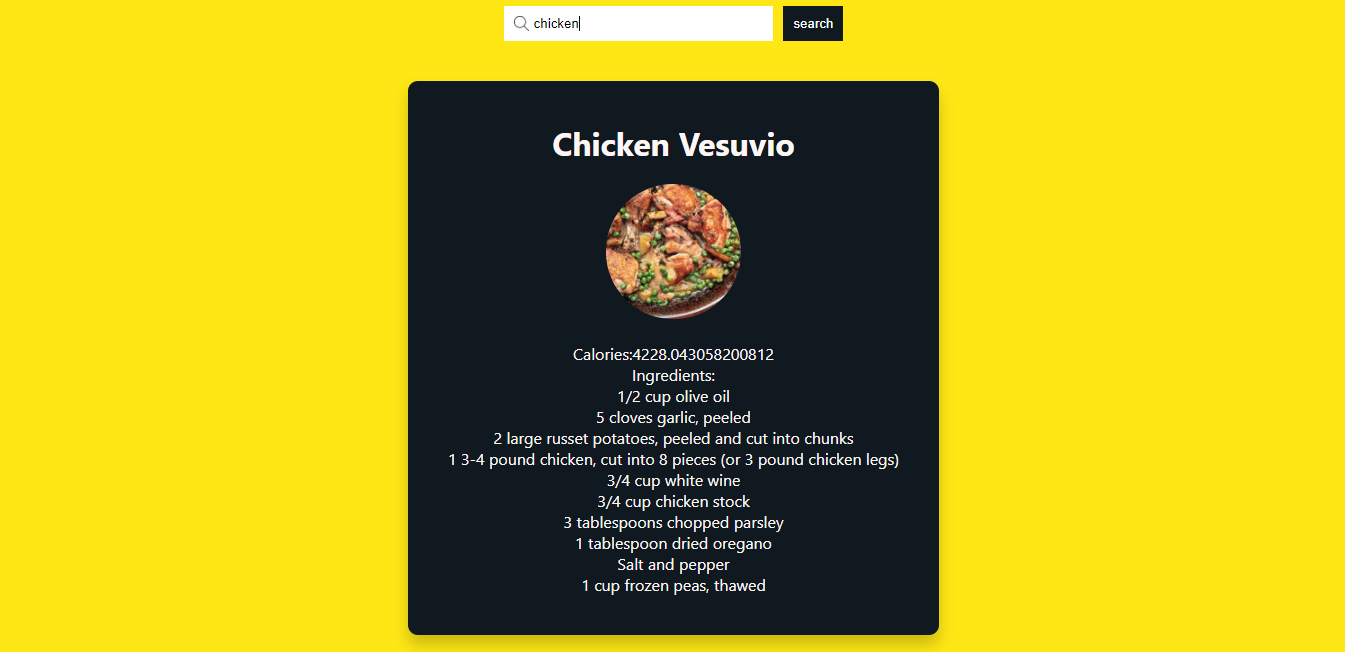 chicken
search
Chicken Vesuvio
Calories:4228.043058200812
Ingredients:
1/2 cup olive oil
5 cloves garlic, peeled
2 large russet potatoes, peeled and cut into chunks
1 3-4 pound chicken, cut into 8 pieces (or 3 pound chicken legs)
3/4 cup white wine
3/4 cup chicken stock
3 tablespoons chopped parsley
1 tablespoon dried oregano
Salt and pepper
1 cup frozen peas, thawed